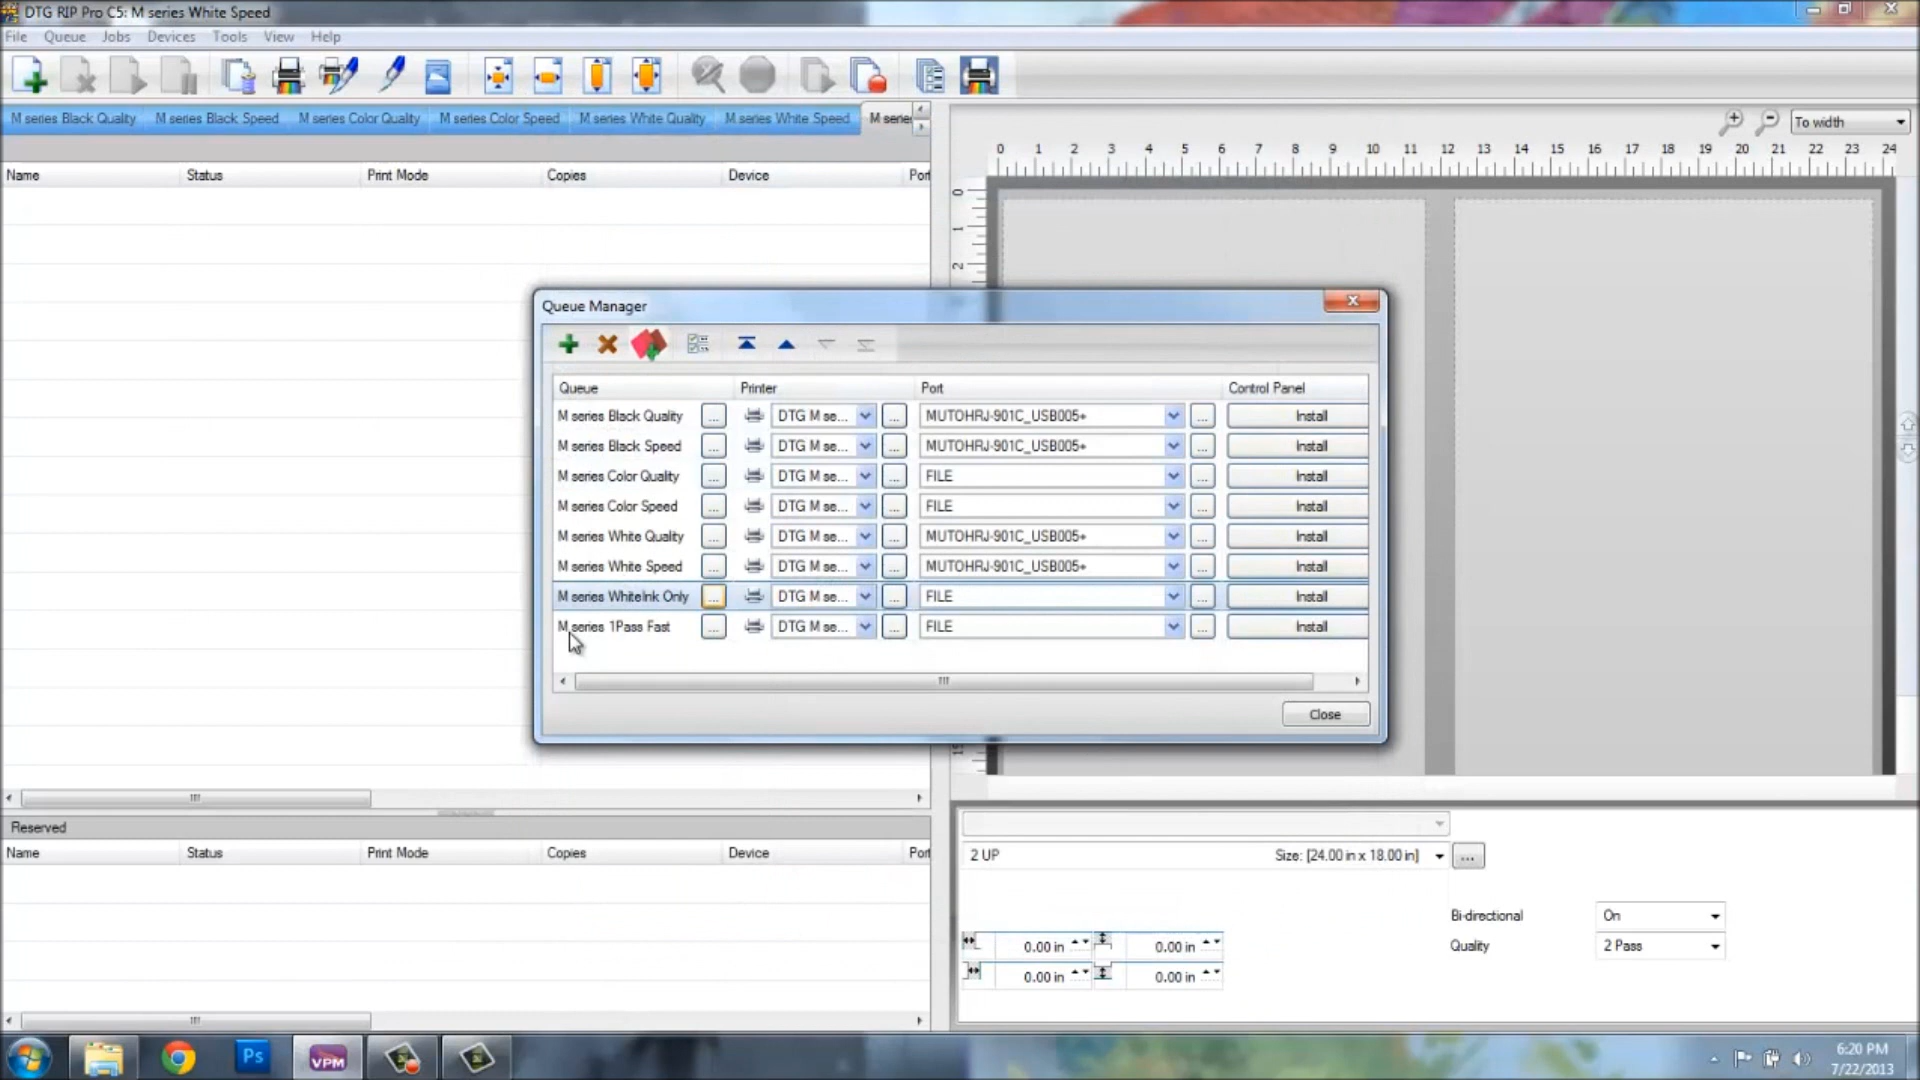 DTG RIP Pro C5: M series White Speed
File Queue Jobs Devices Tools View Help
M series Black Quality M series Black Speed M series Color Quality M series Color Speed M series White Quality M series White Speed M series
To width
0 1 2 3 4 5 6 7 8 9 10 11 12 13 14 15 16 17 18 19 20 21 22 23 24
Name Status Print Mode Copies Device Port
0
1
2
Queue Manager
Queue Printer Port Control Panel
M series Black Quality ... DTG M se... ... MUTOHRJ-901C_USB005+ ... Install
M series Black Speed ... DTG M se... ... MUTOHRJ-901C_USB005+ ... Install
M series Color Quality ... DTG M se... ... FILE ... Install
M series Color Speed ... DTG M se... ... FILE ... Install
M series White Quality ... DTG M se... ... MUTOHRJ-901C_USB005+ ... Install
M series White Speed ... DTG M se... ... MUTOHRJ-901C_USB005+ ... Install
M series WhiteInk Only ... DTG M se... ... FILE ... Install
M series 1Pass Fast ... DTG M se... ... FILE ... Install
Close
Reserved
Name Status Print Mode Copies Device Port
2 UP Size: [24.00 in x 18.00 in] ...
Bi-directional On
0.00 in 0.00 in Quality 2 Pass
0.00 in 0.00 in
Ps VPM
6:20 PM
7/22/2013